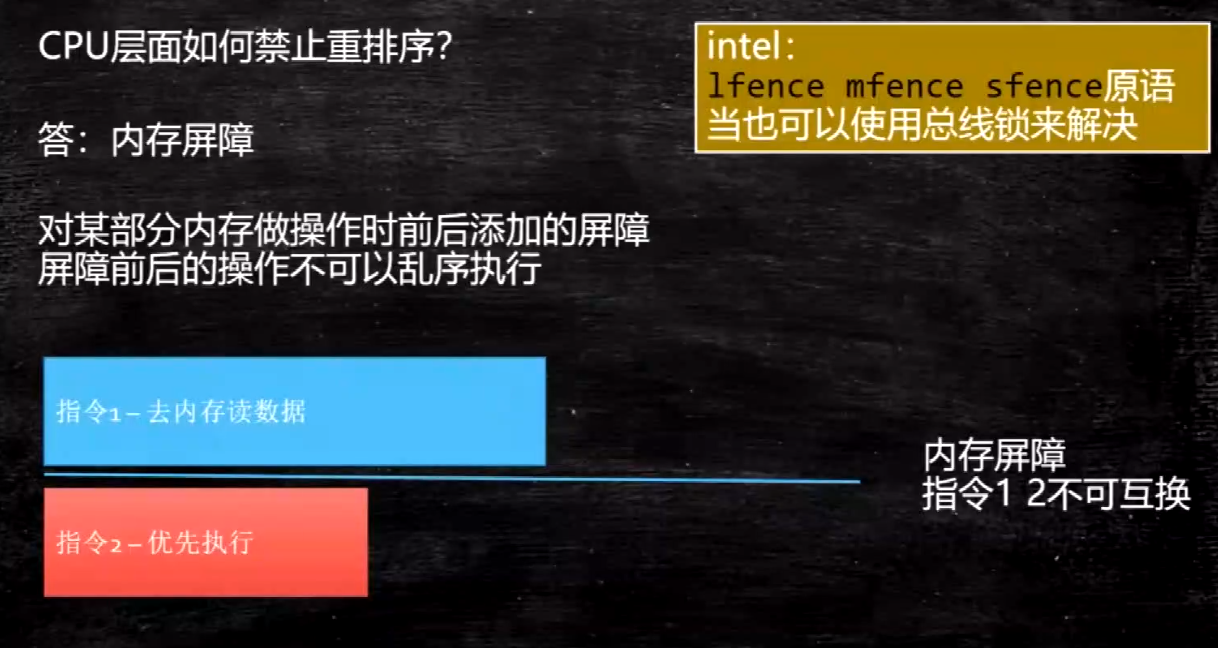 CPU层面如何禁止重排序?
intel:
lfence mfence sfence原语
当也可以使用总线锁来解决
答：内存屏障
对某部分内存做操作时前后添加的屏障
屏障前后的操作不可以乱序执行
指令1 – 去内存读数据
内存屏障
指令1 2不可互换
指令2 – 优先执行